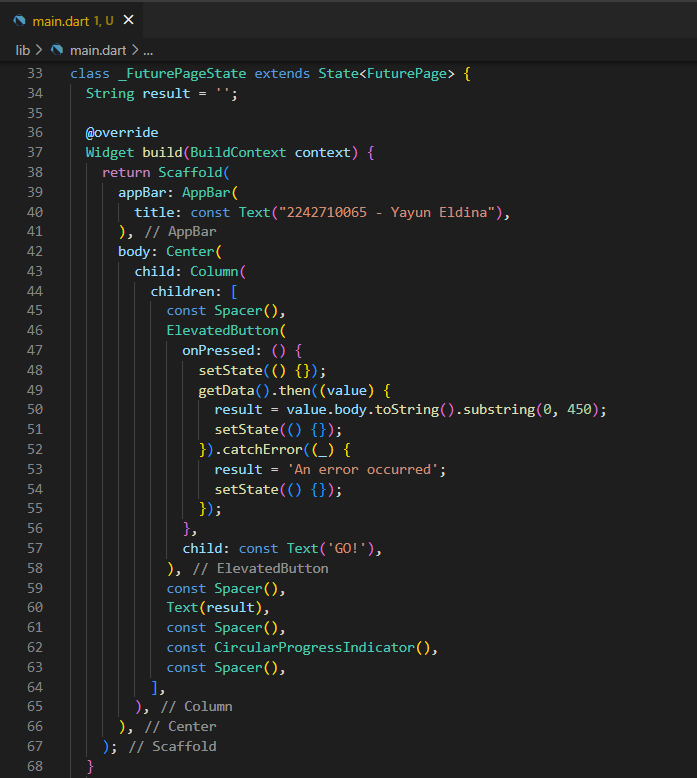 main.dart 1, U ✕
lib > main.dart > ...
33 class _FuturePageState extends State<FuturePage> {
34   String result = '';
35
36   @override
37   Widget build(BuildContext context) {
38     return Scaffold(
39       appBar: AppBar(
40         title: const Text("2242710065 - Yayun Eldina"),
41       ), // AppBar
42       body: Center(
43         child: Column(
44           children: [
45             const Spacer(),
46             ElevatedButton(
47               onPressed: () {
48                 setState(() {});
49                 getData().then((value) {
50                   result = value.body.toString().substring(0, 450);
51                   setState(() {});
52                 }).catchError((_) {
53                   result = 'An error occurred';
54                   setState(() {});
55                 });
56               },
57               child: const Text('GO!'),
58             ), // ElevatedButton
59             const Spacer(),
60             Text(result),
61             const Spacer(),
62             const CircularProgressIndicator(),
63             const Spacer(),
64           ],
65         ), // Column
66       ), // Center
67     ); // Scaffold
68   }